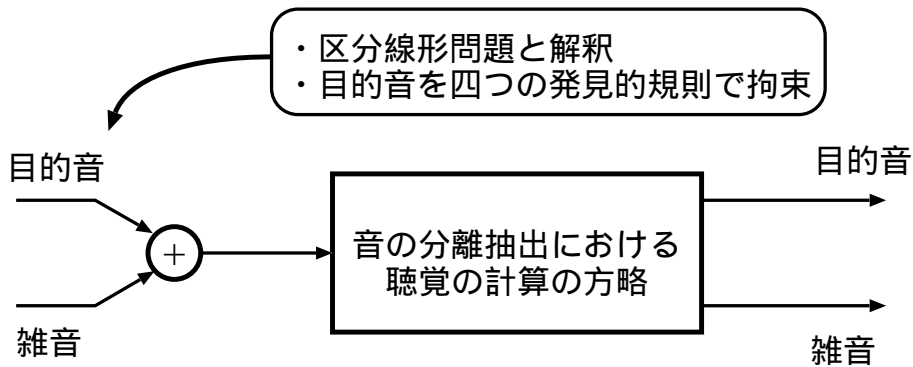 ・区分線形問題と解釈
・目的音を四つの発見的規則で拘束
目的音
目的音
+
音の分離抽出における
聴覚の計算の方略
雑音
雑音